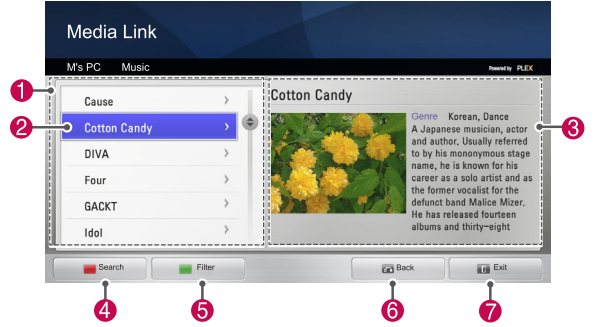 Media Link
M's PC Music
Powered by PLEX
1
2
3
Cause
Cotton Candy
DIVA
Four
GACKT
Idol
Cotton Candy
Genre Korean, Dance
A Japanese musician, actor
and author. Usually referred
to by his mononymous stage
name, he is known for his
career as a solo artist and as
the former vocalist for the
defunct band Malice Mizer.
He has released fourteen
albums and thirty-eight
Search
Filter
Back
Exit
4
5
6
7